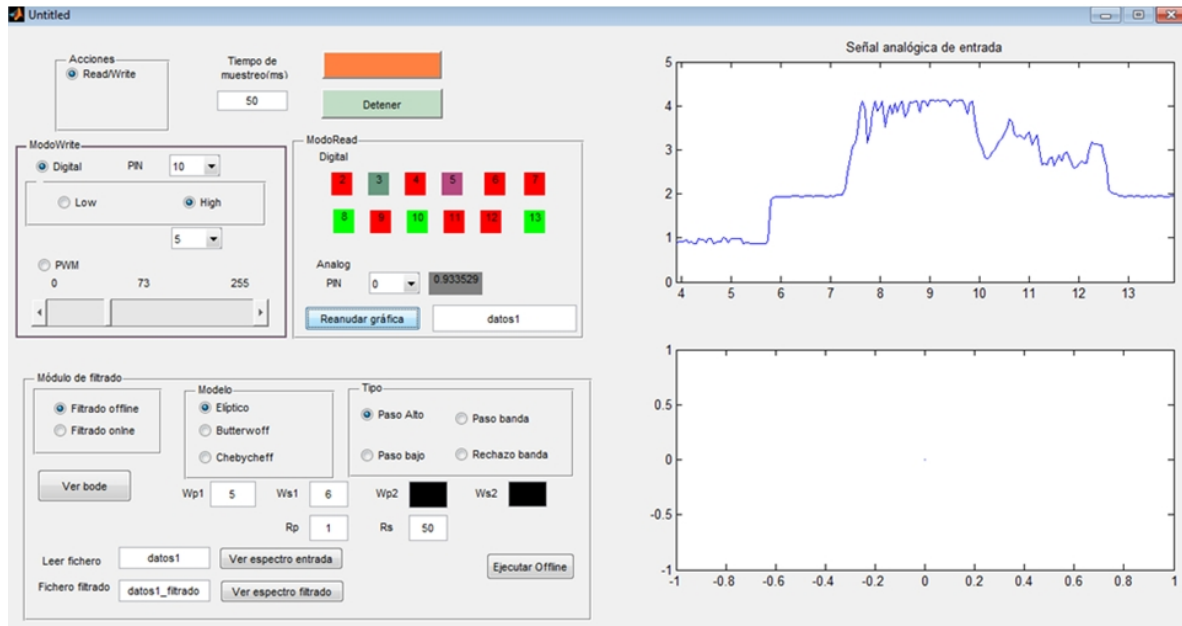 Untitled
Acciones
Read/Write
Tiempo de
muestreo(ms)
50
Detener
ModoWrite
Digital PIN 10
Low High
5
PWM
0 73 255
ModoRead
Digital
2 3 4 5 6 7
8 9 10 11 12 13
Analog
PIN 0 0.933529
Reanudar gráfica datos1
Módulo de filtrado
Filtrado offline
Filtrado onlne
Ver bode
Modelo
Elíptico
Butterwoff
Chebycheff
Tipo
Paso Alto Paso banda
Paso bajo Rechazo banda
Wp1 5 Ws1 6 Wp2 Ws2
Rp 1 Rs 50
Leer fichero datos1 Ver espectro entrada
Ejecutar Offline
Fichero filtrado datos1_filtrado Ver espectro filtrado
Señal analógica de entrada
5
4
3
2
1
0
4 5 6 7 8 9 10 11 12 13
1
0.5
0
-0.5
-1
-1 -0.8 -0.6 -0.4 -0.2 0 0.2 0.4 0.6 0.8 1